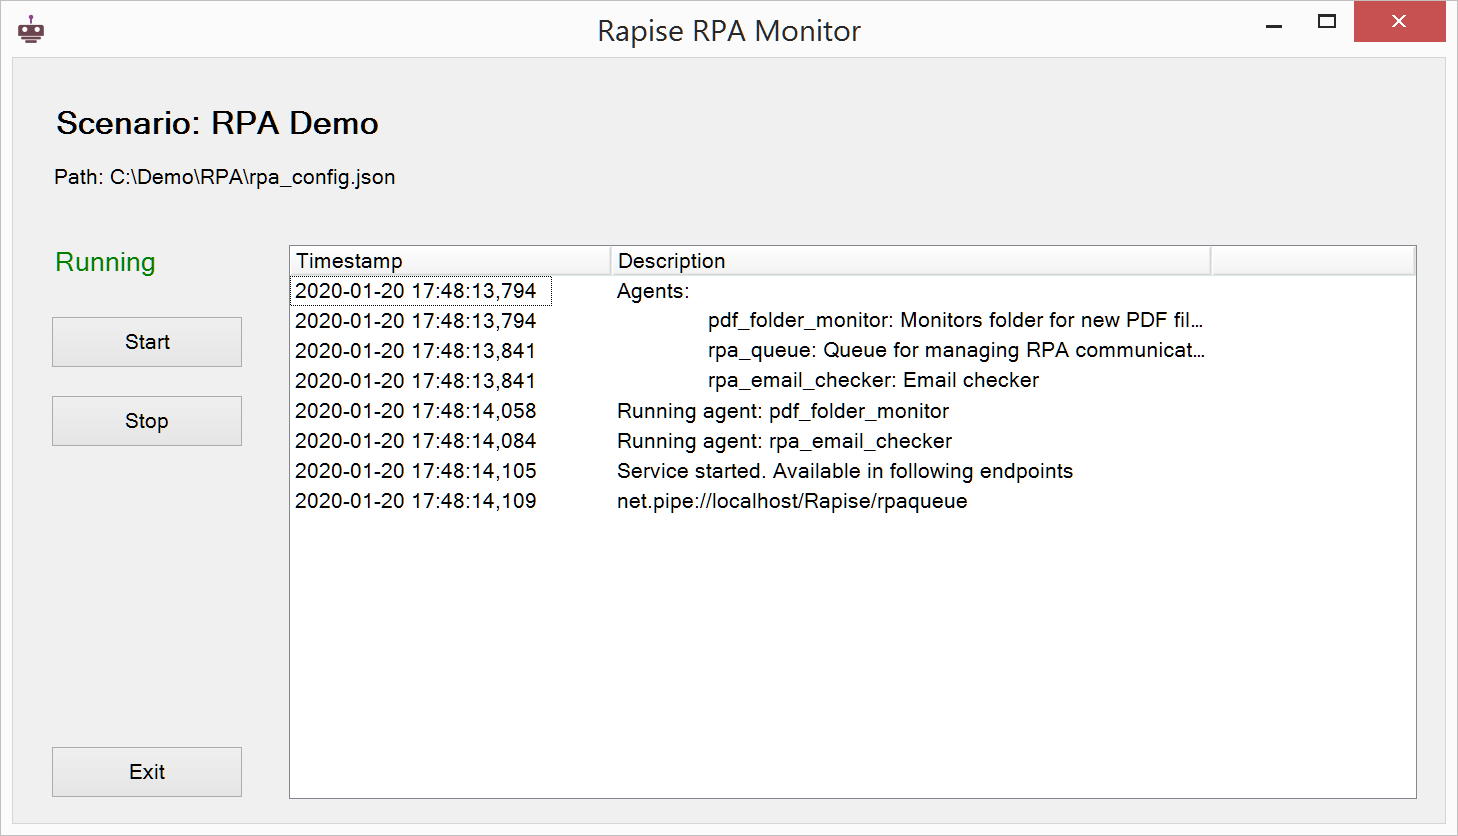 Rapise RPA Monitor
Scenario: RPA Demo
Path: C:\Demo\RPA\rpa_config.json
Running
Start
Stop
Exit
Timestamp Description
2020-01-20 17:48:13,794 Agents:
2020-01-20 17:48:13,794 pdf_folder_monitor: Monitors folder for new PDF fil...
2020-01-20 17:48:13,841 rpa_queue: Queue for managing RPA communicat...
2020-01-20 17:48:13,841 rpa_email_checker: Email checker
2020-01-20 17:48:14,058 Running agent: pdf_folder_monitor
2020-01-20 17:48:14,084 Running agent: rpa_email_checker
2020-01-20 17:48:14,105 Service started. Available in following endpoints
2020-01-20 17:48:14,109 net.pipe://localhost/Rapise/rpaqueue